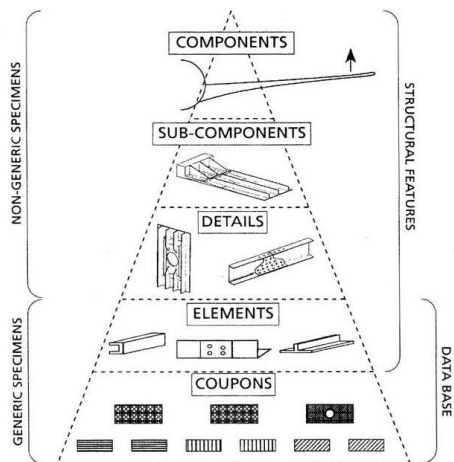 COMPONENTS
SUB-COMPONENTS
DETAILS
ELEMENTS
COUPONS
NON-GENERIC SPECIMENS
GENERIC SPECIMENS
STRUCTURAL FEATURES
DATA BASE